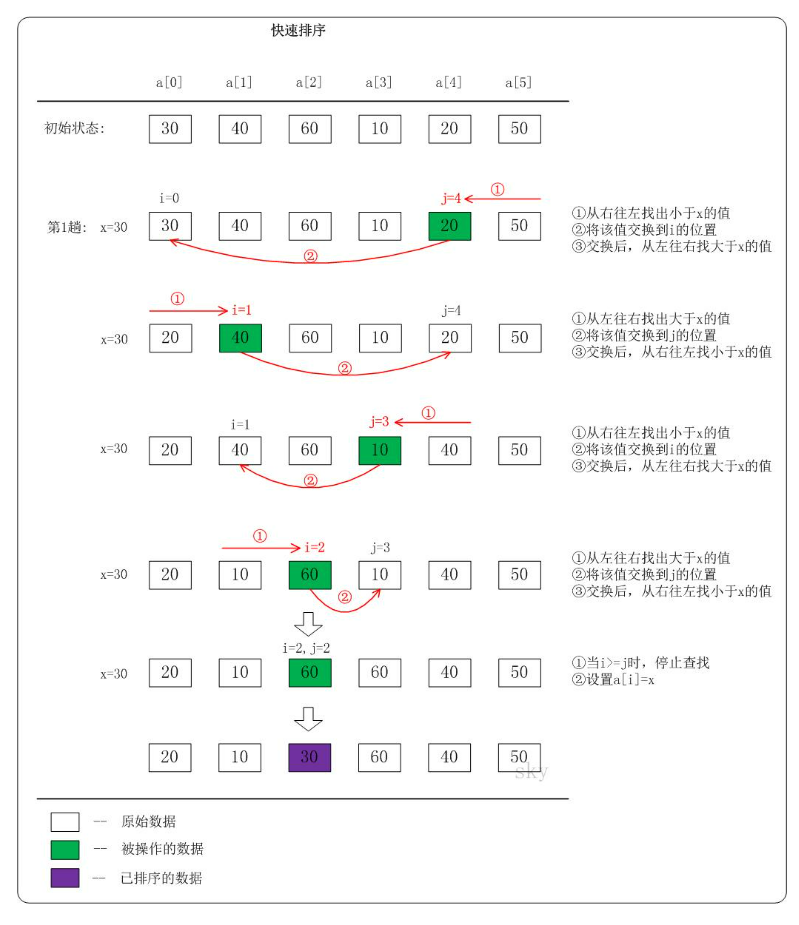 快速排序
a[0] a[1] a[2] a[3] a[4] a[5]
初始状态: 30 40 60 10 20 50
i=0 j=4 ①
第1趟: x=30 30 40 60 10 20 50
②
①从右往左找出小于x的值
②将该值交换到i的位置
③交换后，从左往右找大于x的值
① i=1 j=4
x=30 20 40 60 10 20 50
②
①从左往右找出大于x的值
②将该值交换到j的位置
③交换后，从右往左找小于x的值
i=1 j=3 ①
x=30 20 40 60 10 40 50
②
①从右往左找出小于x的值
②将该值交换到i的位置
③交换后，从左往右找大于x的值
① i=2 j=3
x=30 20 10 60 10 40 50
②
①从左往右找出大于x的值
②将该值交换到j的位置
③交换后，从右往左找小于x的值
i=2,j=2
x=30 20 10 60 60 40 50
①当i>=j时，停止查找
②设置a[i]=x
20 10 30 60 40 50
sky
-- 原始数据
-- 被操作的数据
-- 已排序的数据